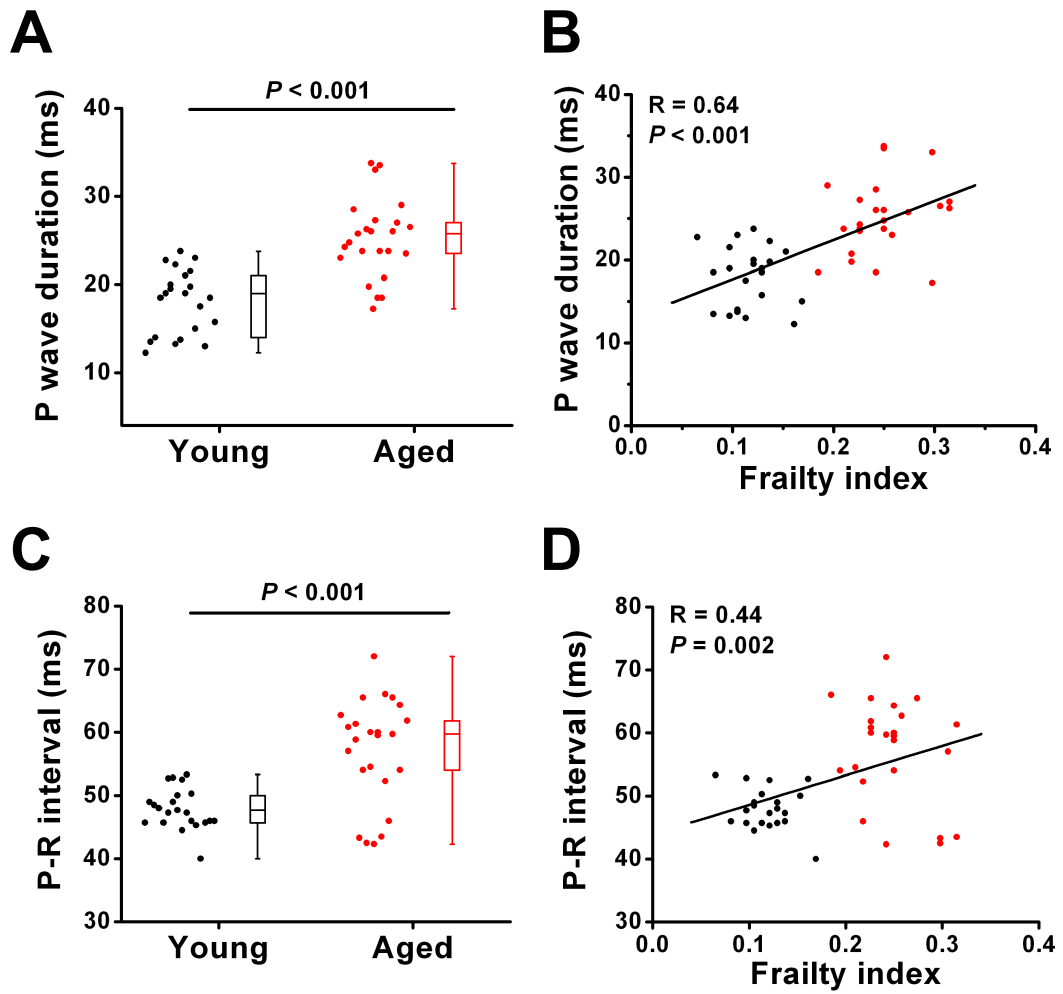 A
P < 0.001
P wave duration (ms)
40
30
20
10
Young
Aged
B
R = 0.64
P < 0.001
P wave duration (ms)
40
30
20
10
0
0.0
0.1
0.2
0.3
0.4
Frailty index
C
P < 0.001
P-R interval (ms)
80
70
60
50
40
30
Young
Aged
D
R = 0.44
P = 0.002
P-R interval (ms)
80
70
60
50
40
30
0.0
0.1
0.2
0.3
0.4
Frailty index